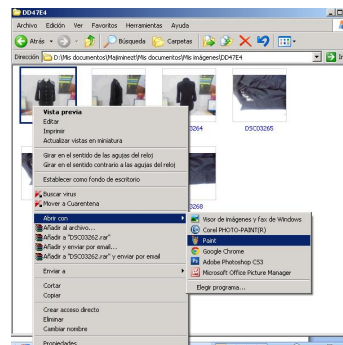 DD47E4
Archivo Edición Ver Favoritos Herramientas Ayuda
Atrás Búsqueda Carpetas
Dirección D:\Mis documentos\Majiminezt\Mis documentos\Mis imágenes\DD47E4 Ir
3264 DSC03265
3268
Vista previa
Editar
Imprimir
Actualizar vistas en miniatura
Girar en el sentido de las agujas del reloj
Girar en el sentido contrario a las agujas del reloj
Establecer como fondo de escritorio
Buscar virus
Mover a Cuarentena
Abrir con
Añadir al archivo...
Añadir a "DSC03262.rar"
Añadir y enviar por email...
Añadir a "DSC03262.rar" y enviar por email
Enviar a
Cortar
Copiar
Crear acceso directo
Eliminar
Cambiar nombre
Propiedades
Visor de imágenes y fax de Windows
Corel PHOTO-PAINT(R)
Paint
Google Chrome
Adobe Photoshop CS3
Microsoft Office Picture Manager
Elegir programa...